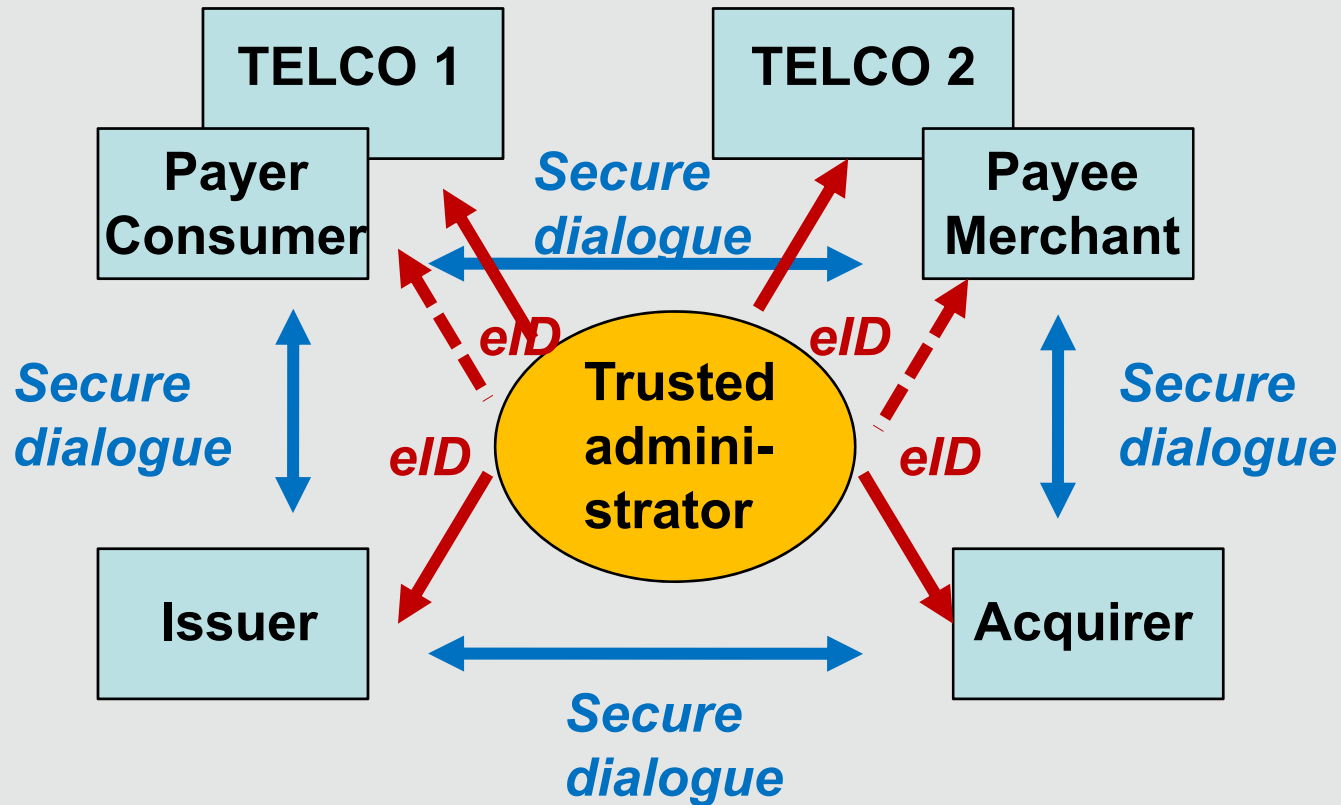 TELCO 1
TELCO 2
Payer
Consumer
Secure
dialogue
Payee
Merchant
eID
eID
Secure
dialogue
Trusted
admini-
strator
Secure
dialogue
eID
eID
Issuer
Acquirer
Secure
dialogue